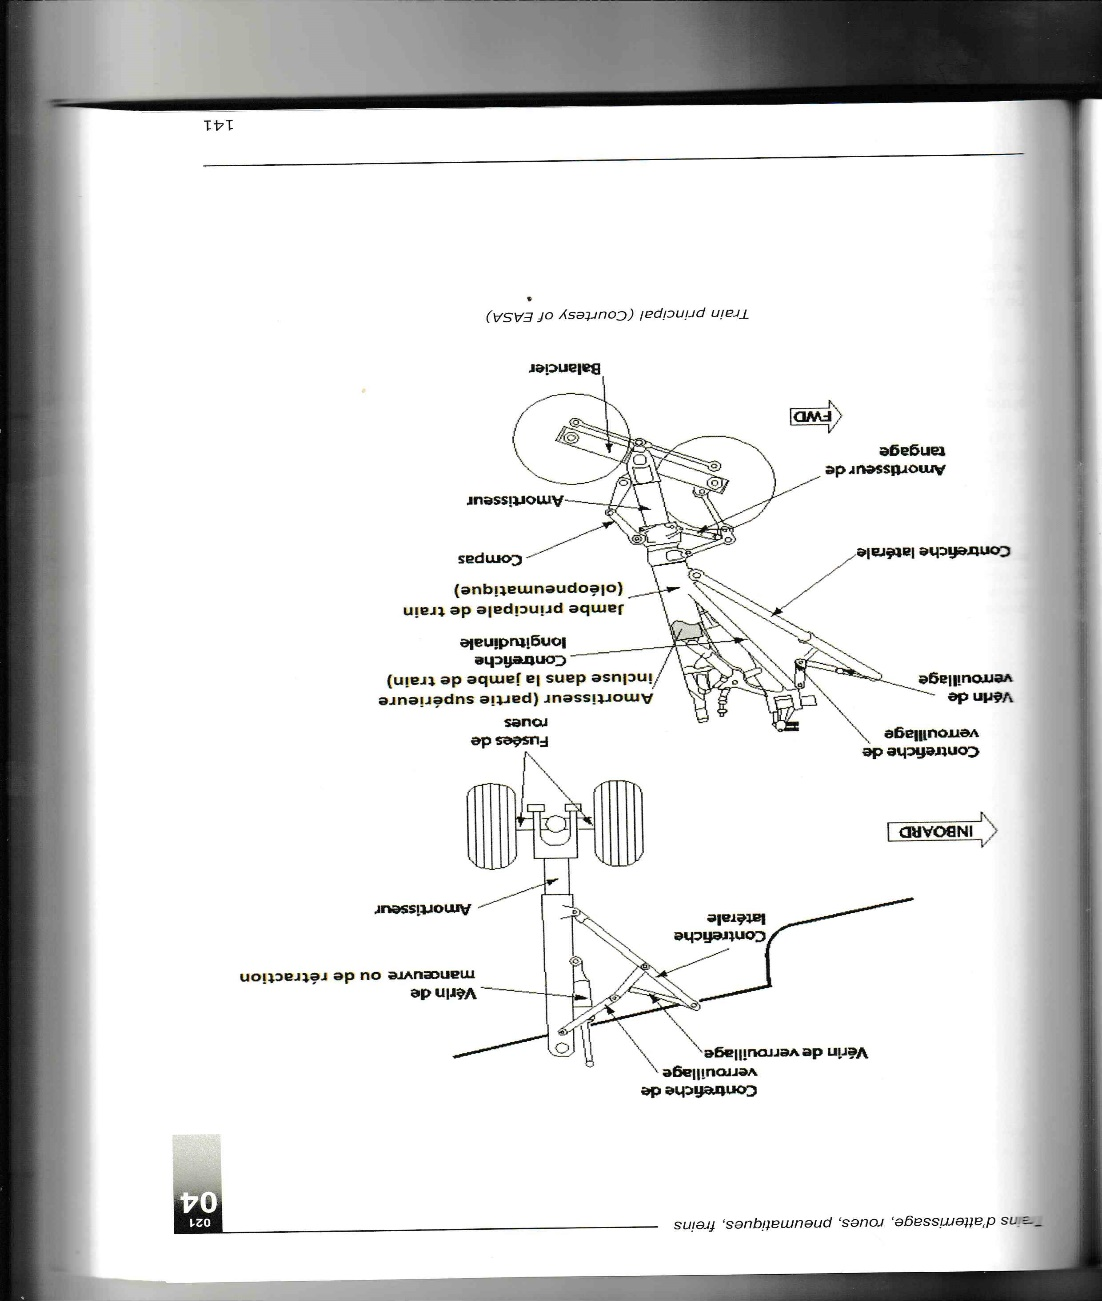 Trains d'atterrissage, roues, pneumatiques, freins
021
04
Contrefiche de
verrouillage
Vérin de verrouillage
Vérin de
manœuvre ou de rétraction
Contrefiche
latérale
Amortisseur
INBOARD
Fusées de
roues
Contrefiche de
verrouillage
Vérin de
verrouillage
Amortisseur (partie supérieure
incluse dans la jambe de train)
Contrefiche
longitudinale
Jambe principale de train
(oléopneumatique)
Contrefiche latérale
Compas
Amortisseur
Amortisseur de
tangage
FWD
Balancier
Train principal (Courtesy of EASA)
141